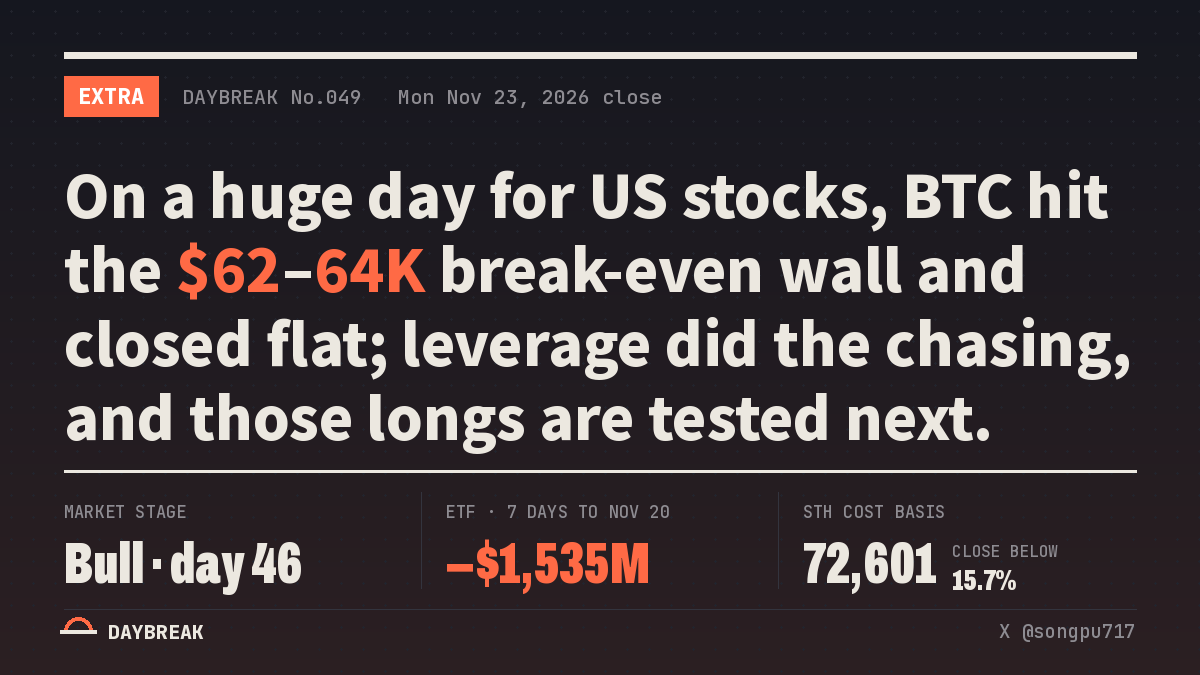 EXTRA DAYBREAK No.049 Mon Nov 23, 2026 close
On a huge day for US stocks, BTC hit
the $62–64K break-even wall and
closed flat; leverage did the chasing,
and those longs are tested next.
MARKET STAGE
Bull · day 46
ETF · 7 DAYS TO NOV 20
–$1,535M
STH COST BASIS
72,601
CLOSE BELOW
15.7%
DAYBREAK
X @songpu717